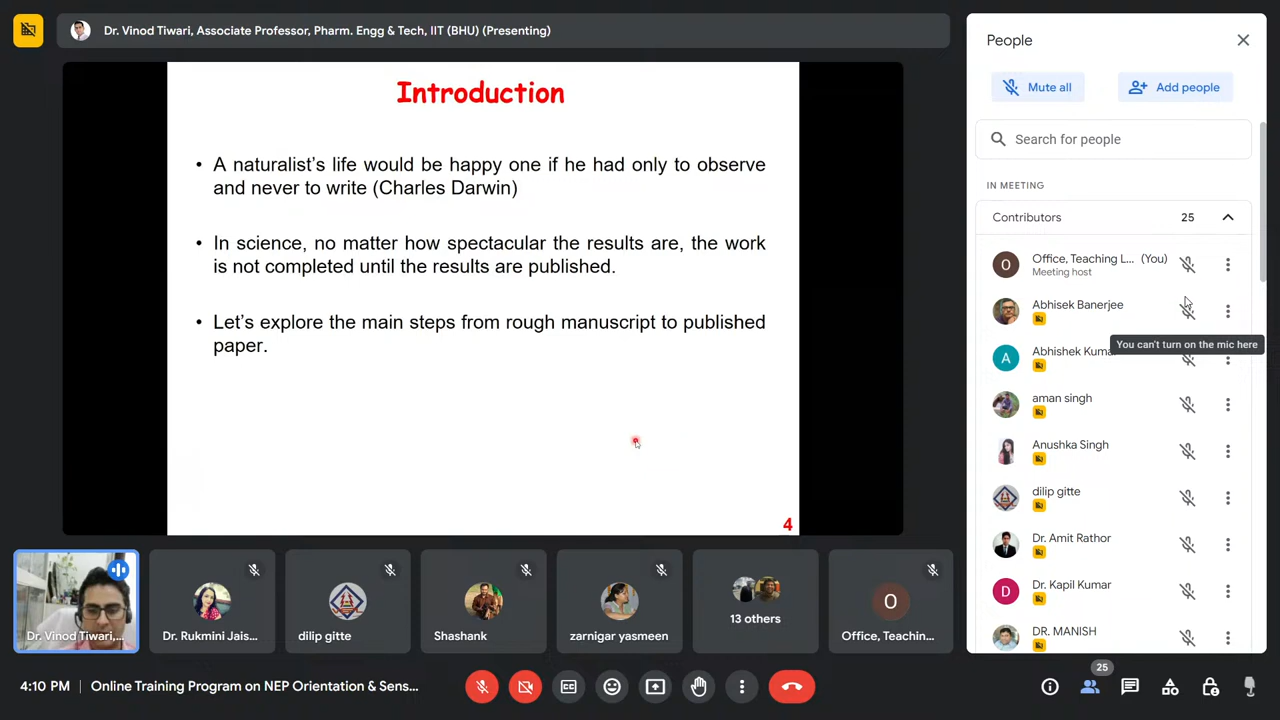 Dr. Vinod Tiwari, Associate Professor, Pharm. Engg & Tech, IIT (BHU) (Presenting)
Introduction
• A naturalist's life would be happy one if he had only to observe
and never to write (Charles Darwin)
• In science, no matter how spectacular the results are, the work
is not completed until the results are published.
• Let's explore the main steps from rough manuscript to published
paper.
4
People
Mute all
Add people
Search for people
IN MEETING
Contributors 25
O
Office, Teaching L... (You)
Meeting host
Abhisek Banerjee
You can't turn on the mic here
A
Abhishek Kuma
aman singh
Anushka Singh
dilip gitte
Dr. Amit Rathor
D
Dr. Kapil Kumar
DR. MANISH
Dr. Vinod Tiwari,...
Dr. Rukmini Jais...
dilip gitte
Shashank
zarnigar yasmeen
13 others
O
Office, Teachin...
4:10 PM | Online Training Program on NEP Orientation & Sens...
25